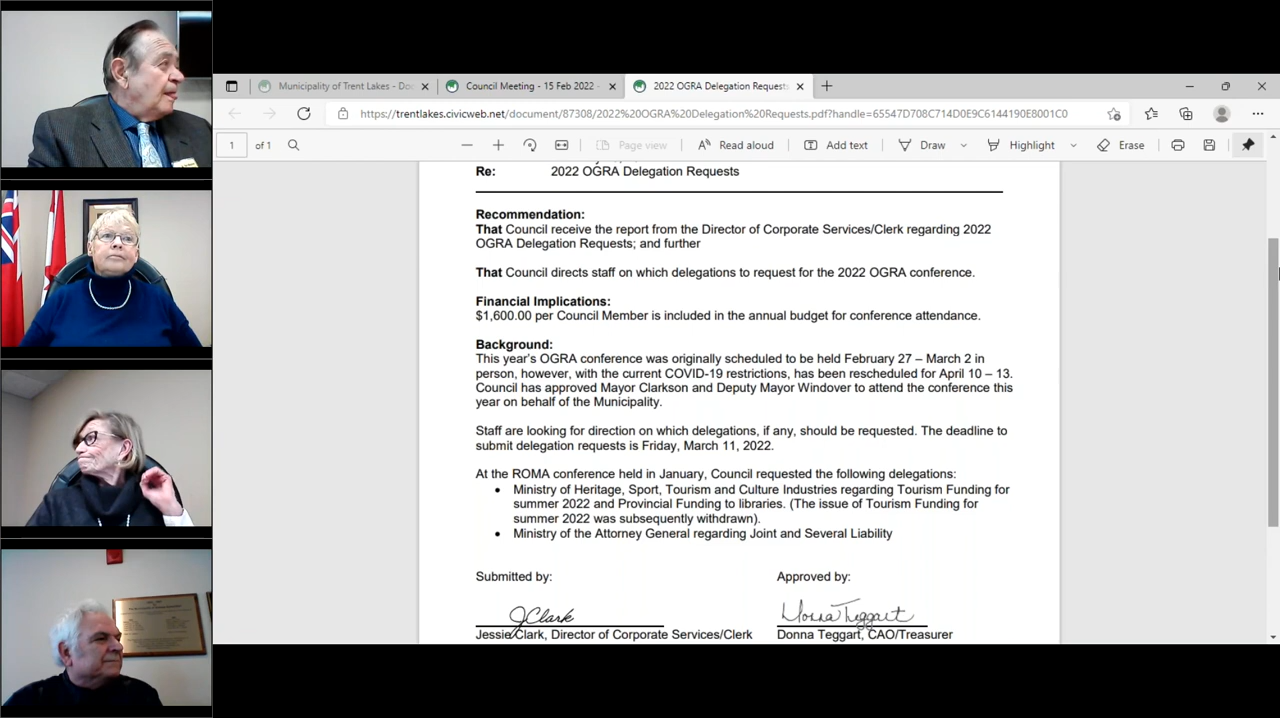 Municipality of Trent Lakes - Doc
Council Meeting - 15 Feb 2022 -
2022 OGRA Delegation Requests
https://trentlakes.civicweb.net/document/87308/2022%20OGRA%20Delegation%20Requests.pdf?handle=65547D708C714D0E9C6144190E8001C0
1 of 1
Page view
Read aloud
Add text
Draw
Highlight
Erase
Re: 2022 OGRA Delegation Requests
Recommendation:
That Council receive the report from the Director of Corporate Services/Clerk regarding 2022
OGRA Delegation Requests; and further
That Council directs staff on which delegations to request for the 2022 OGRA conference.
Financial Implications:
$1,600.00 per Council Member is included in the annual budget for conference attendance.
Background:
This year's OGRA conference was originally scheduled to be held February 27 – March 2 in
person, however, with the current COVID-19 restrictions, has been rescheduled for April 10 – 13.
Council has approved Mayor Clarkson and Deputy Mayor Windover to attend the conference this
year on behalf of the Municipality.
Staff are looking for direction on which delegations, if any, should be requested. The deadline to
submit delegation requests is Friday, March 11, 2022.
At the ROMA conference held in January, Council requested the following delegations:
• Ministry of Heritage, Sport, Tourism and Culture Industries regarding Tourism Funding for
summer 2022 and Provincial Funding to libraries. (The issue of Tourism Funding for
summer 2022 was subsequently withdrawn).
• Ministry of the Attorney General regarding Joint and Several Liability
Submitted by: Approved by:
JClark Donna Teggart
Jessie Clark, Director of Corporate Services/Clerk Donna Teggart, CAO/Treasurer